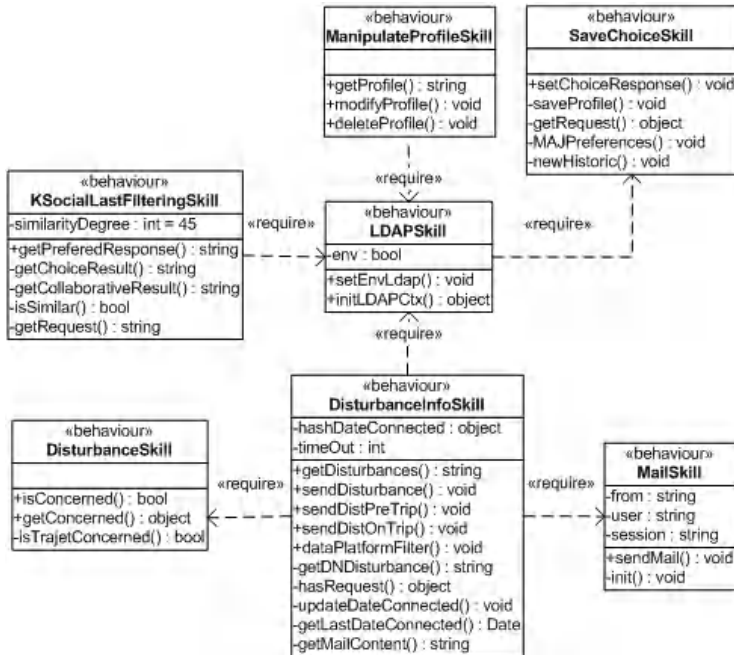 «behaviour»
ManipulateProfileSkill
+getProfile() : string
+modifyProfile() : void
+deleteProfile() : void
«behaviour»
SaveChoiceSkill
+setChoiceResponse() : void
-saveProfile() : void
-getRequest() : object
-MAJPreferences() : void
-newHistoric() : void
«require»
«behaviour»
KSocialLastFilteringSkill
-similarityDegree : int = 45
+getPreferedResponse() : string
-getChoiceResult() : string
-getCollaborativeResult() : string
-isSimilar() : bool
-getRequest() : string
«require»
«behaviour»
LDAPSkill
-env : bool
+setEnvLdap() : void
+initLDAPCtx() : object
«require»
«require»
«behaviour»
DisturbanceInfoSkill
-hashDateConnected : object
-timeOut : int
+getDisturbances() : string
+sendDisturbance() : void
+sendDistPreTrip() : void
+sendDistOnTrip() : void
+dataPlatformFilter() : void
-getDNDisturbance() : string
-hasRequest() : object
-updateDateConnected() : void
-getLastDateConnected() : Date
-getMailContent() : string
«behaviour»
DisturbanceSkill
+isConcerned() : bool
+getConcerned() : object
-isTrajetConcerned() : bool
«require»
«require»
«behaviour»
MailSkill
-from : string
-user : string
-session : string
+sendMail() : void
-init() : void